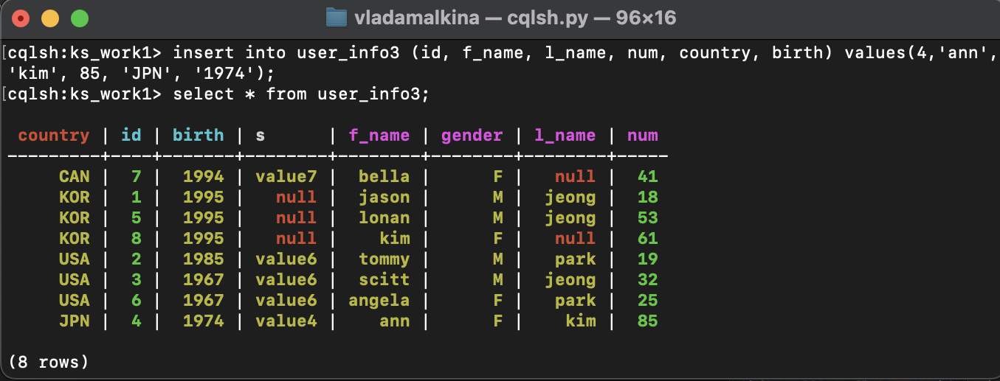 vladamalkina — cqlsh.py — 96×16
[cqlsh:ks_work1> insert into user_info3 (id, f_name, l_name, num, country, birth) values(4,'ann',
'kim', 85, 'JPN', '1974');
[cqlsh:ks_work1> select * from user_info3;
 country | id | birth | s      | f_name | gender | l_name | num
---------+----+-------+--------+--------+--------+--------+-----
     CAN |  7 |  1994 | value7 |  bella |      F |   null |  41
     KOR |  1 |  1995 |   null |  jason |      M |  jeong |  18
     KOR |  5 |  1995 |   null |  lonan |      M |  jeong |  53
     KOR |  8 |  1995 |   null |    kim |      F |   null |  61
     USA |  2 |  1985 | value6 |  tommy |      M |   park |  19
     USA |  3 |  1967 | value6 |  scitt |      M |  jeong |  32
     USA |  6 |  1967 | value6 | angela |      F |   park |  25
     JPN |  4 |  1974 | value4 |    ann |      F |    kim |  85
(8 rows)